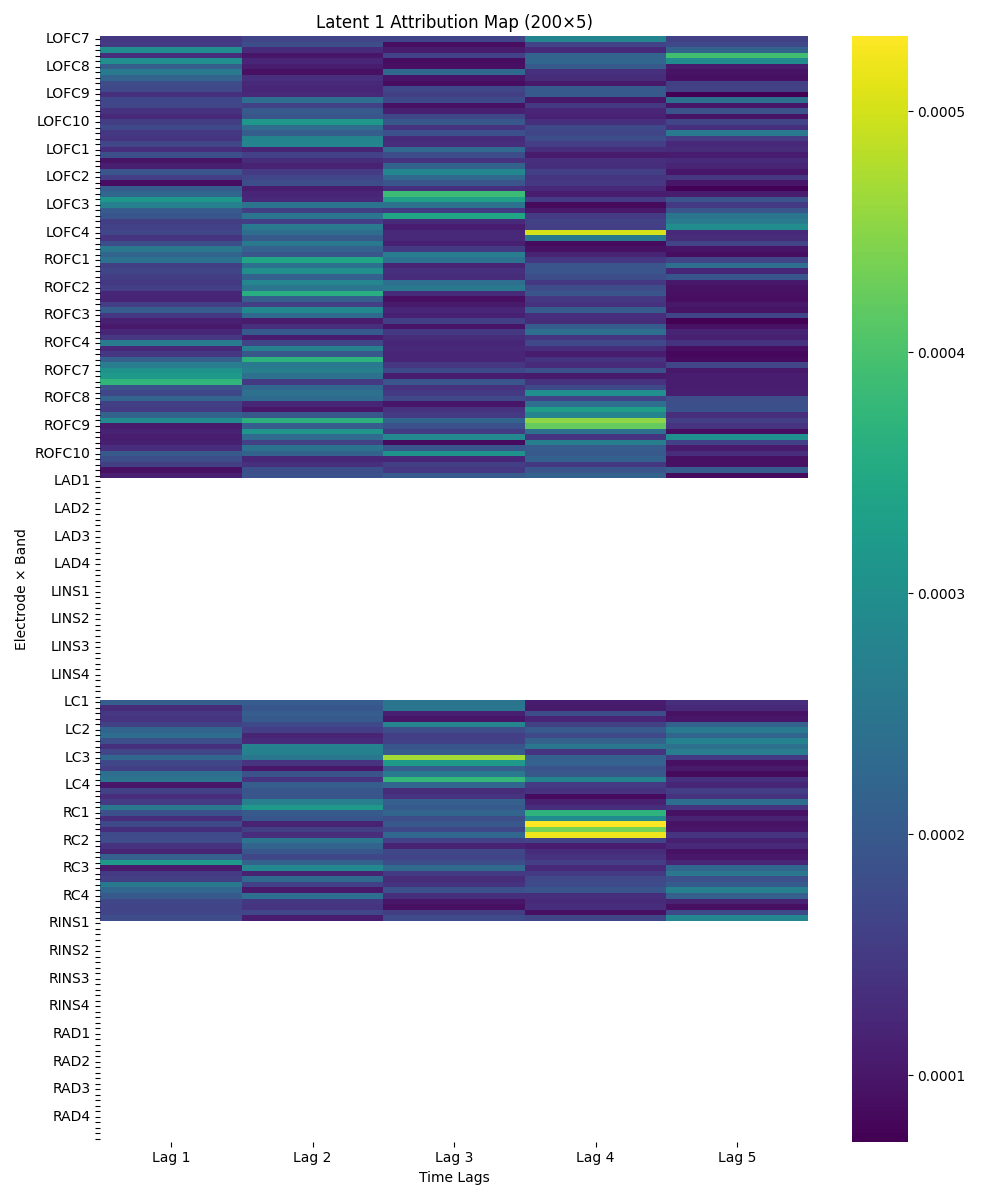 Latent 1 Attribution Map (200×5)
LOFC7
LOFC8
LOFC9
LOFC10
LOFC1
LOFC2
LOFC3
LOFC4
ROFC1
ROFC2
ROFC3
ROFC4
ROFC7
ROFC8
ROFC9
ROFC10
LAD1
LAD2
LAD3
LAD4
LINS1
LINS2
LINS3
LINS4
LC1
LC2
LC3
LC4
RC1
RC2
RC3
RC4
RINS1
RINS2
RINS3
RINS4
RAD1
RAD2
RAD3
RAD4
Electrode × Band
Lag 1
Lag 2
Lag 3
Lag 4
Lag 5
Time Lags
0.0005
0.0004
0.0003
0.0002
0.0001